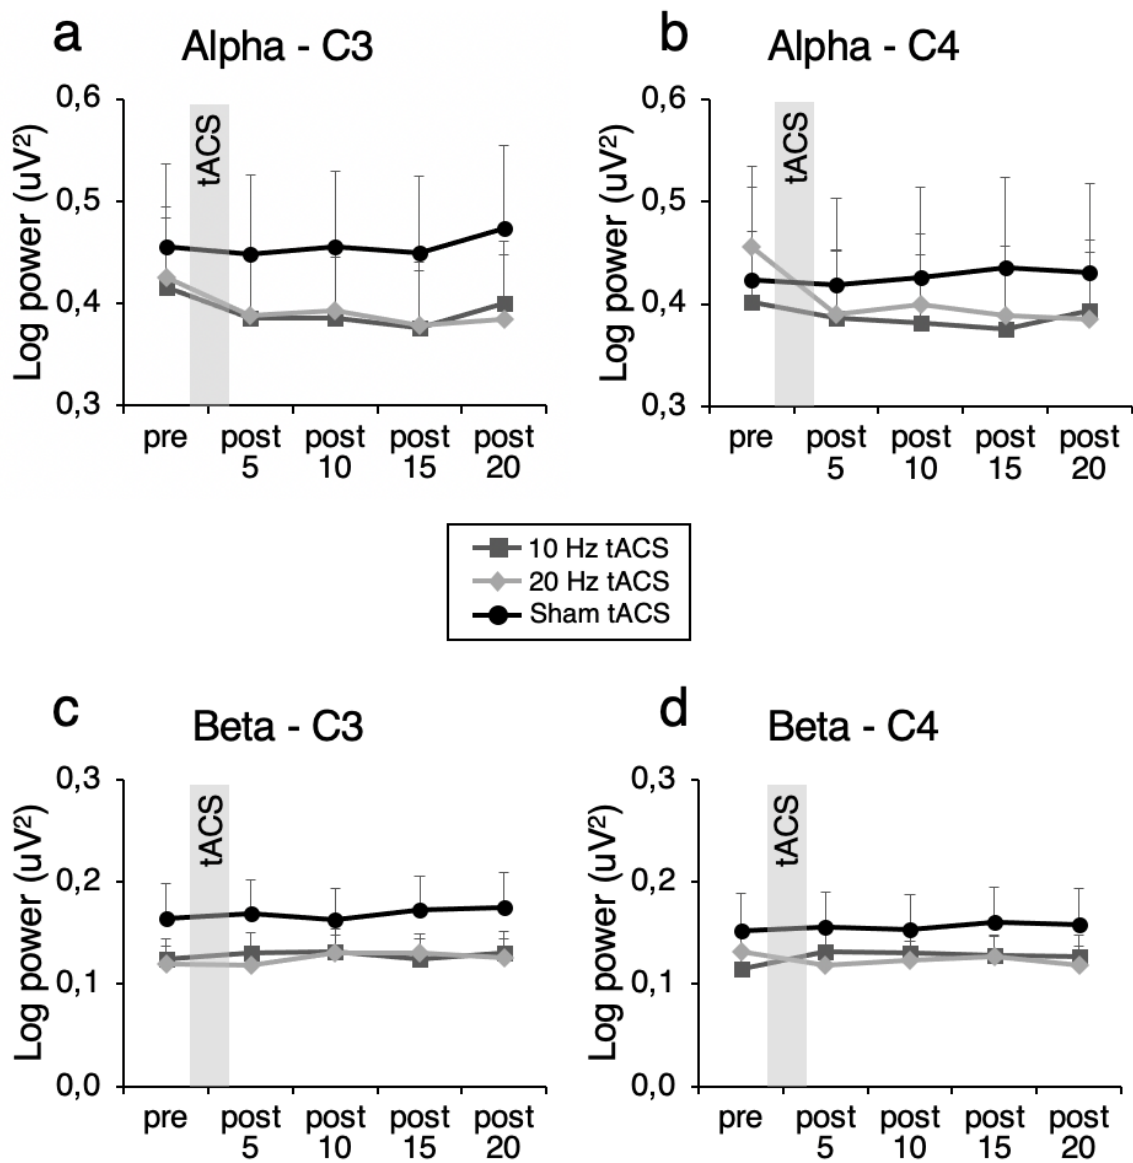 a
Alpha - C3
0,6
0,5
0,4
0,3
Log power (uV²)
tACS
pre post post post post
5 10 15 20
b
Alpha - C4
0,6
0,5
0,4
0,3
Log power (uV²)
tACS
pre post post post post
5 10 15 20
10 Hz tACS
20 Hz tACS
Sham tACS
c
Beta - C3
0,3
0,2
0,1
0,0
Log power (uV²)
tACS
pre post post post post
5 10 15 20
d
Beta - C4
0,3
0,2
0,1
0,0
Log power (uV²)
tACS
pre post post post post
5 10 15 20